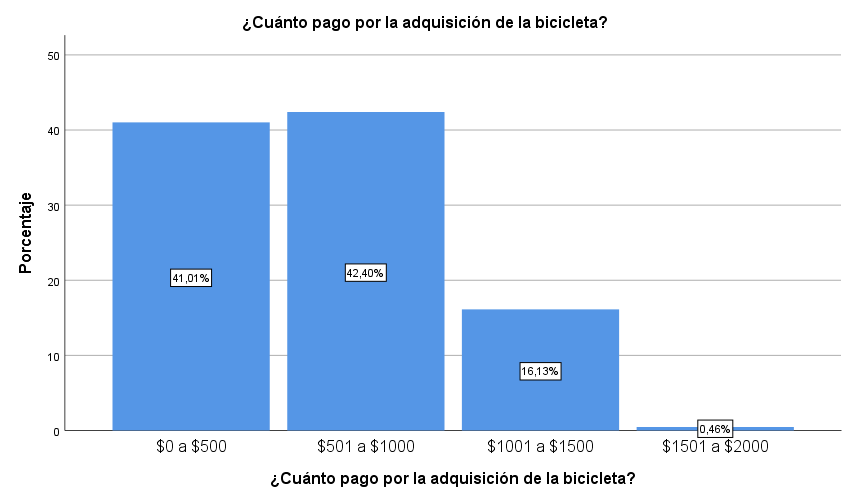 ¿Cuánto pago por la adquisición de la bicicleta?
Porcentaje
50
40
30
20
10
0
41,01%
42,40%
16,13%
0,46%
$0 a $500
$501 a $1000
$1001 a $1500
$1501 a $2000
¿Cuánto pago por la adquisición de la bicicleta?